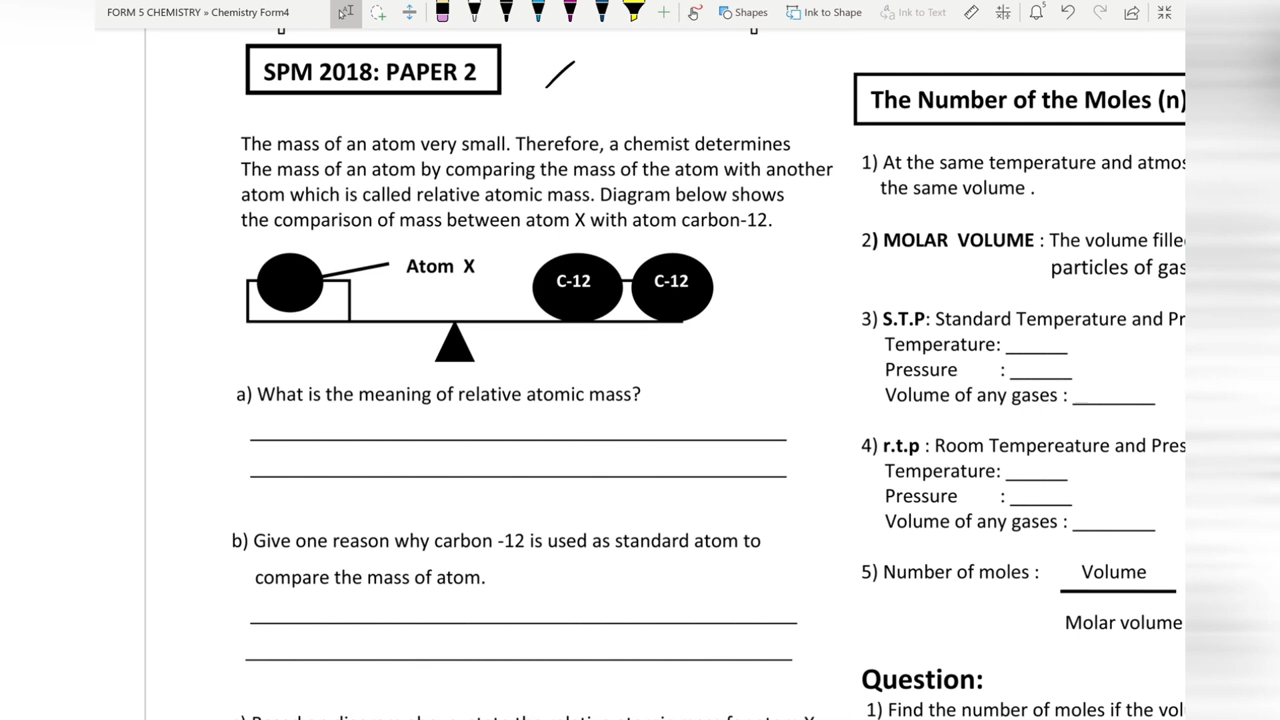 FORM 5 CHEMISTRY » Chemistry Form4
Shapes
Ink to Shape
Ink to Text
5
SPM 2018: PAPER 2
The mass of an atom very small. Therefore, a chemist determines
The mass of an atom by comparing the mass of the atom with another
atom which is called relative atomic mass. Diagram below shows
the comparison of mass between atom X with atom carbon-12.
Atom X
C-12
C-12
a) What is the meaning of relative atomic mass?
b) Give one reason why carbon -12 is used as standard atom to
compare the mass of atom.
The Number of the Moles (n)
1) At the same temperature and atmos
the same volume .
2) MOLAR VOLUME : The volume fille
particles of gas
3) S.T.P: Standard Temperature and Pr
Temperature: ______
Pressure : ______
Volume of any gases : ________
4) r.t.p : Room Tempereature and Pres
Temperature: ______
Pressure : ______
Volume of any gases : ________
5) Number of moles : Volume
Molar volume
Question:
1) Find the number of moles if the vol